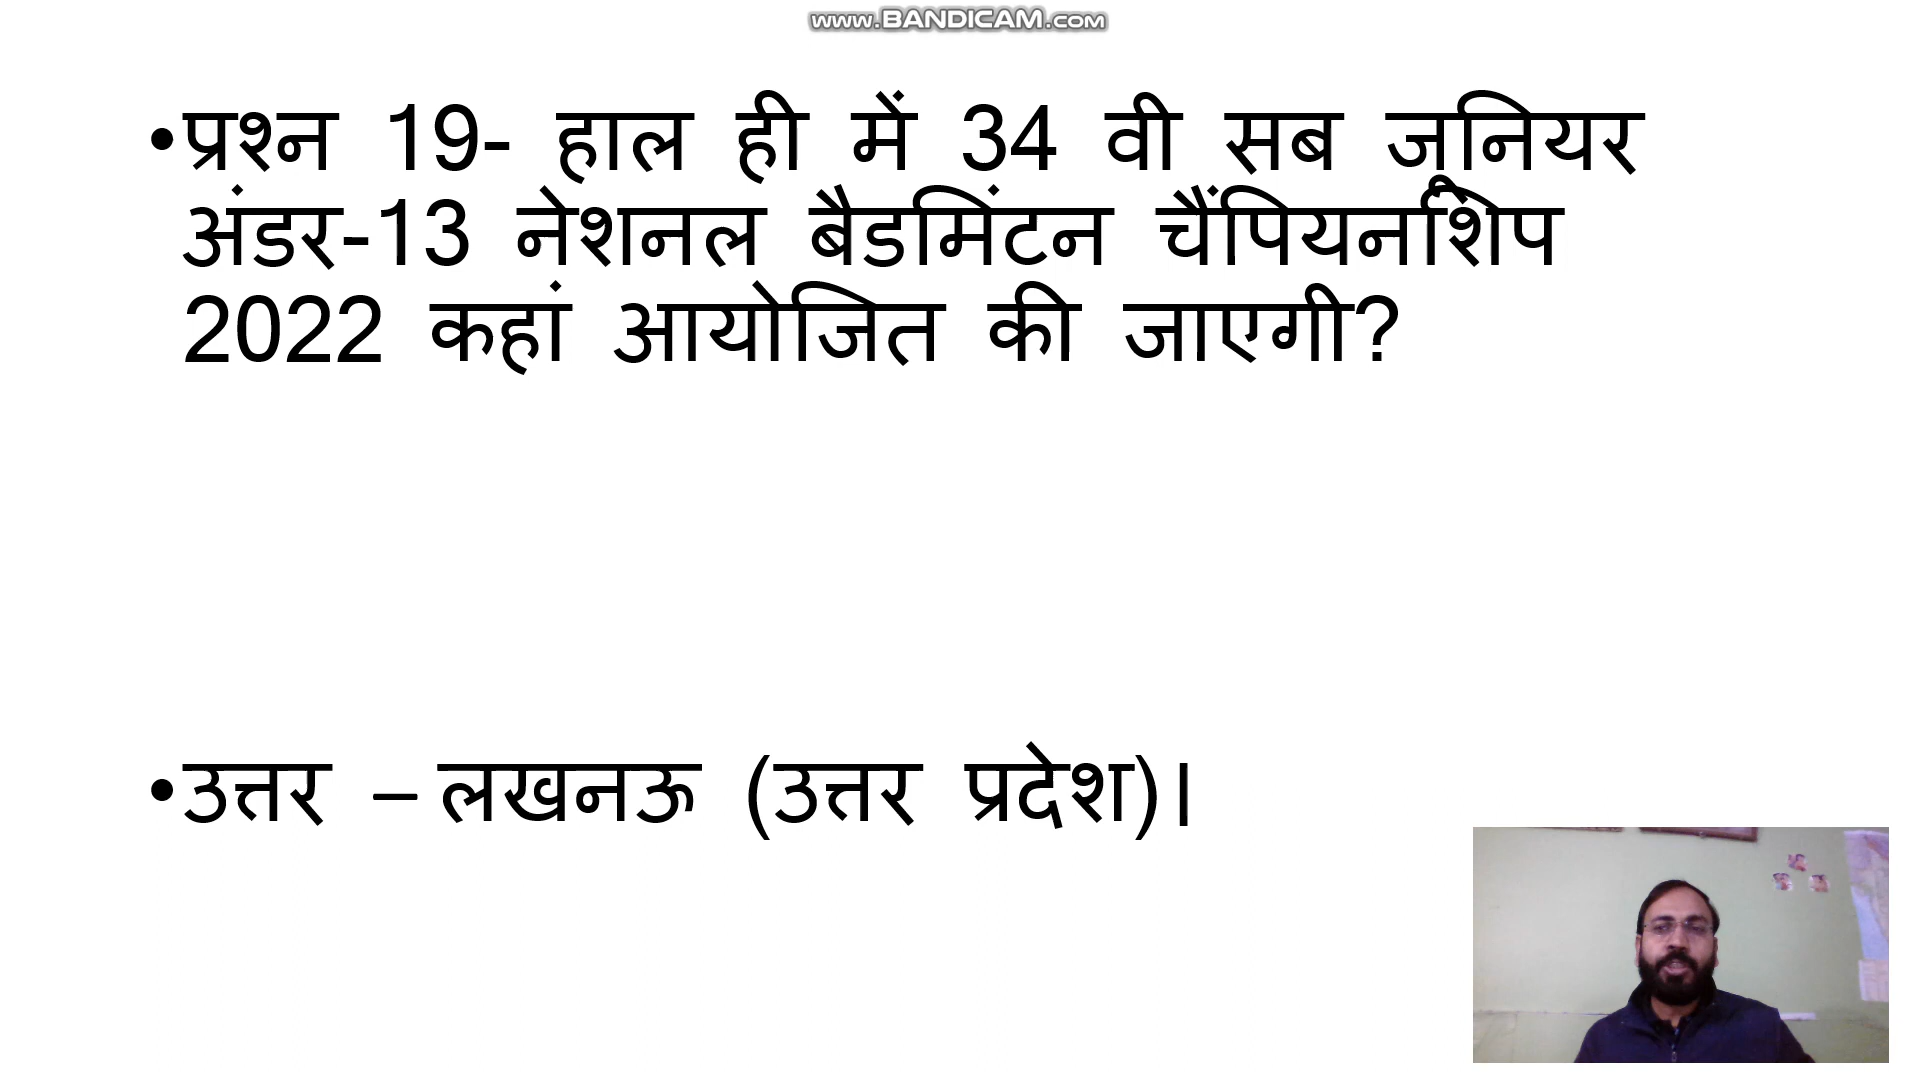 www.BANDICAM.com
•प्रश्न 19- हाल ही में 34 वी सब जूनियर
अंडर-13 नेशनल बैडमिंटन चैंपियनशिप
2022 कहां आयोजित की जाएगी?
•उत्तर – लखनऊ (उत्तर प्रदेश)।